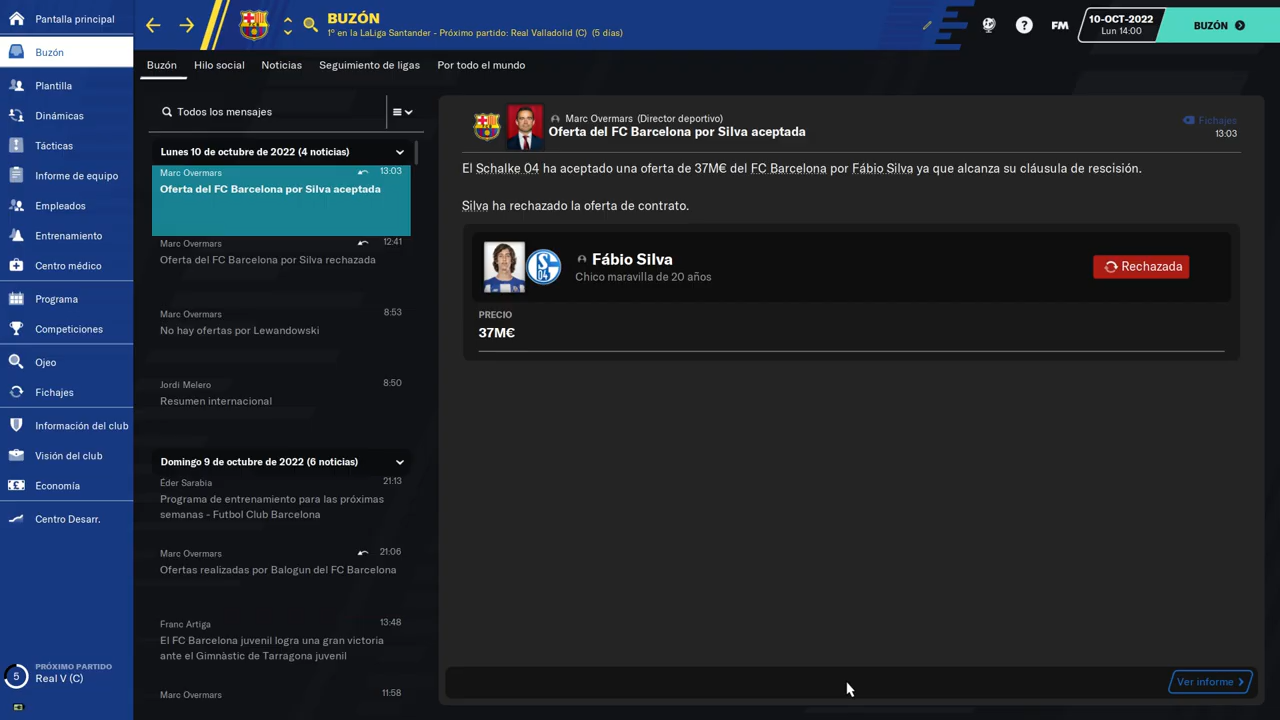 Pantalla principal
Buzón
Plantilla
Dinámicas
Tácticas
Informe de equipo
Empleados
Entrenamiento
Centro médico
Programa
Competiciones
Ojeo
Fichajes
Información del club
Visión del club
Economía
Centro Desarr.
PRÓXIMO PARTIDO
5
Real V (C)
BUZÓN
1º en la LaLiga Santander - Próximo partido: Real Valladolid (C) (5 días)
FM
10-OCT-2022
Lun 14:00
BUZÓN
Buzón
Hilo social
Noticias
Seguimiento de ligas
Por todo el mundo
Todos los mensajes
Lunes 10 de octubre de 2022 (4 noticias)
Marc Overmars 13:03
Oferta del FC Barcelona por Silva aceptada
Marc Overmars 12:41
Oferta del FC Barcelona por Silva rechazada
Marc Overmars 8:53
No hay ofertas por Lewandowski
Jordi Melero 8:50
Resumen internacional
Domingo 9 de octubre de 2022 (6 noticias)
Éder Sarabia 21:13
Programa de entrenamiento para las próximas
semanas - Futbol Club Barcelona
Marc Overmars 21:06
Ofertas realizadas por Balogun del FC Barcelona
Franc Artiga 13:48
El FC Barcelona juvenil logra una gran victoria
ante el Gimnàstic de Tarragona juvenil
Marc Overmars 11:58
Marc Overmars (Director deportivo)
Oferta del FC Barcelona por Silva aceptada
Fichajes
13:03
El Schalke 04 ha aceptado una oferta de 37M€ del FC Barcelona por Fábio Silva ya que alcanza su cláusula de rescisión.
Silva ha rechazado la oferta de contrato.
Fábio Silva
Chico maravilla de 20 años
Rechazada
PRECIO
37M€
Ver informe